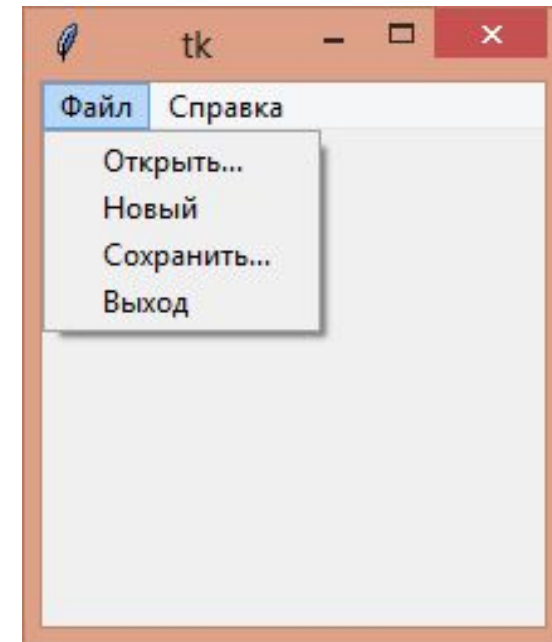 tk
Файл Справка
Открыть...
Новый
Сохранить...
Выход